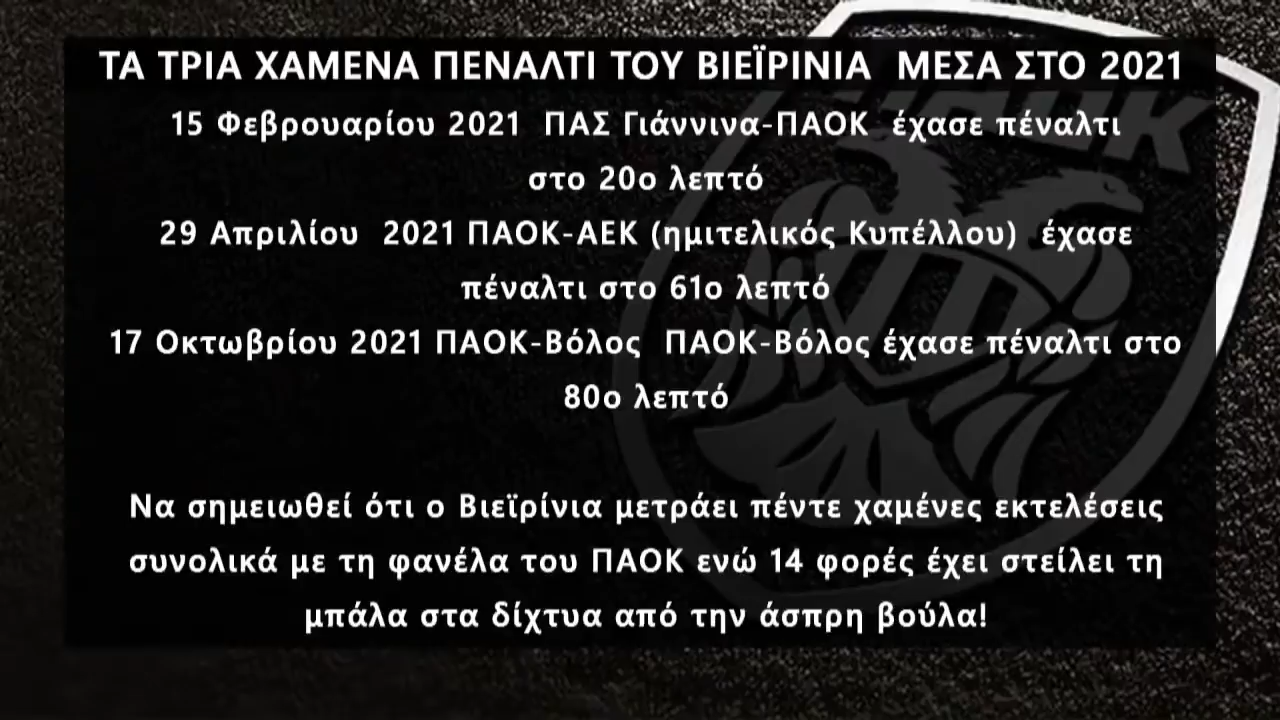 ΤΑ ΤΡΙΑ ΧΑΜΕΝΑ ΠΕΝΑΛΤΙ ΤΟΥ ΒΙΕΪΡΙΝΙΑ ΜΕΣΑ ΣΤΟ 2021
15 Φεβρουαρίου 2021 ΠΑΣ Γιάννινα-ΠΑΟΚ έχασε πέναλτι
στο 20ο λεπτό
29 Απριλίου 2021 ΠΑΟΚ-ΑΕΚ (ημιτελικός Κυπέλλου) έχασε
πέναλτι στο 61ο λεπτό
17 Οκτωβρίου 2021 ΠΑΟΚ-Βόλος ΠΑΟΚ-Βόλος έχασε πέναλτι στο
80ο λεπτό
Να σημειωθεί ότι ο Βιεϊρίνια μετράει πέντε χαμένες εκτελέσεις
συνολικά με τη φανέλα του ΠΑΟΚ ενώ 14 φορές έχει στείλει τη
μπάλα στα δίχτυα από την άσπρη βούλα!
ΠΑΟΚ